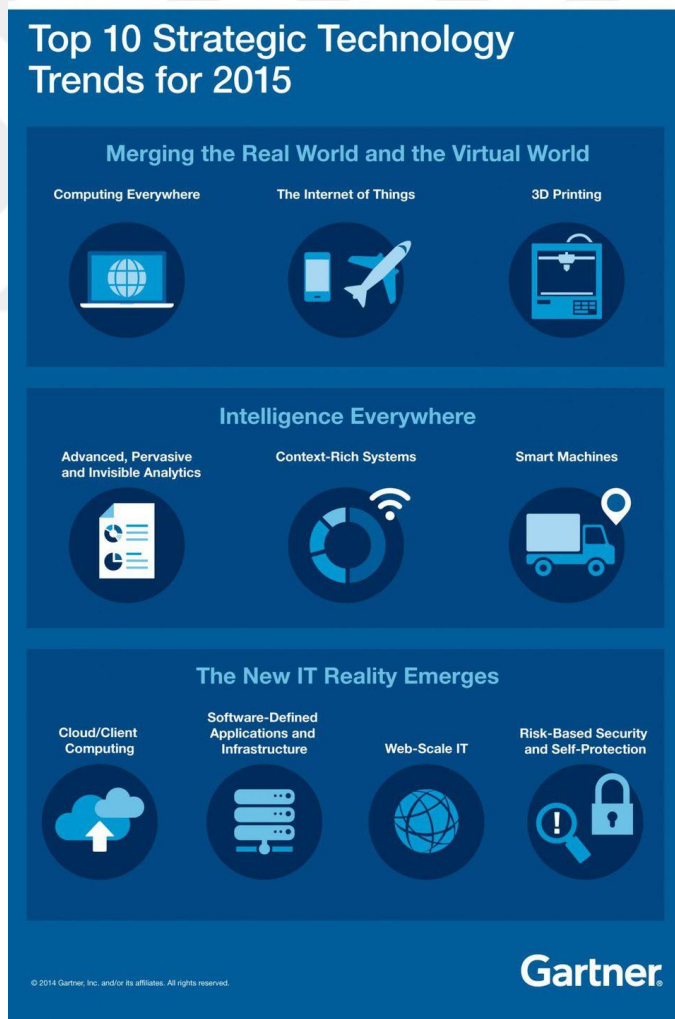 Top 10 Strategic Technology
Trends for 2015
Merging the Real World and the Virtual World
Computing Everywhere
The Internet of Things
3D Printing
Intelligence Everywhere
Advanced, Pervasive
and Invisible Analytics
Context-Rich Systems
Smart Machines
The New IT Reality Emerges
Cloud/Client
Computing
Software-Defined
Applications and
Infrastructure
Web-Scale IT
Risk-Based Security
and Self-Protection
!
© 2014 Gartner, Inc. and/or its affiliates. All rights reserved.
Gartner®